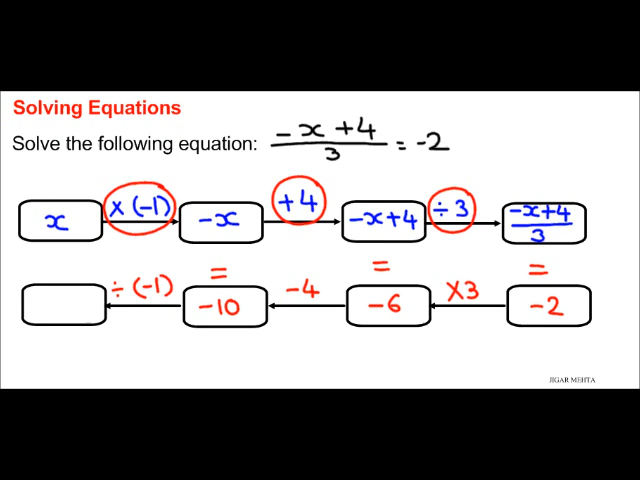 Solving Equations
Solve the following equation: (-x+4)/3 = -2
x ×(-1) -x +4 -x+4 ÷3 (-x+4)/3
= = =
÷(-1) -10 -4 -6 ×3 -2
JIGAR MEHTA